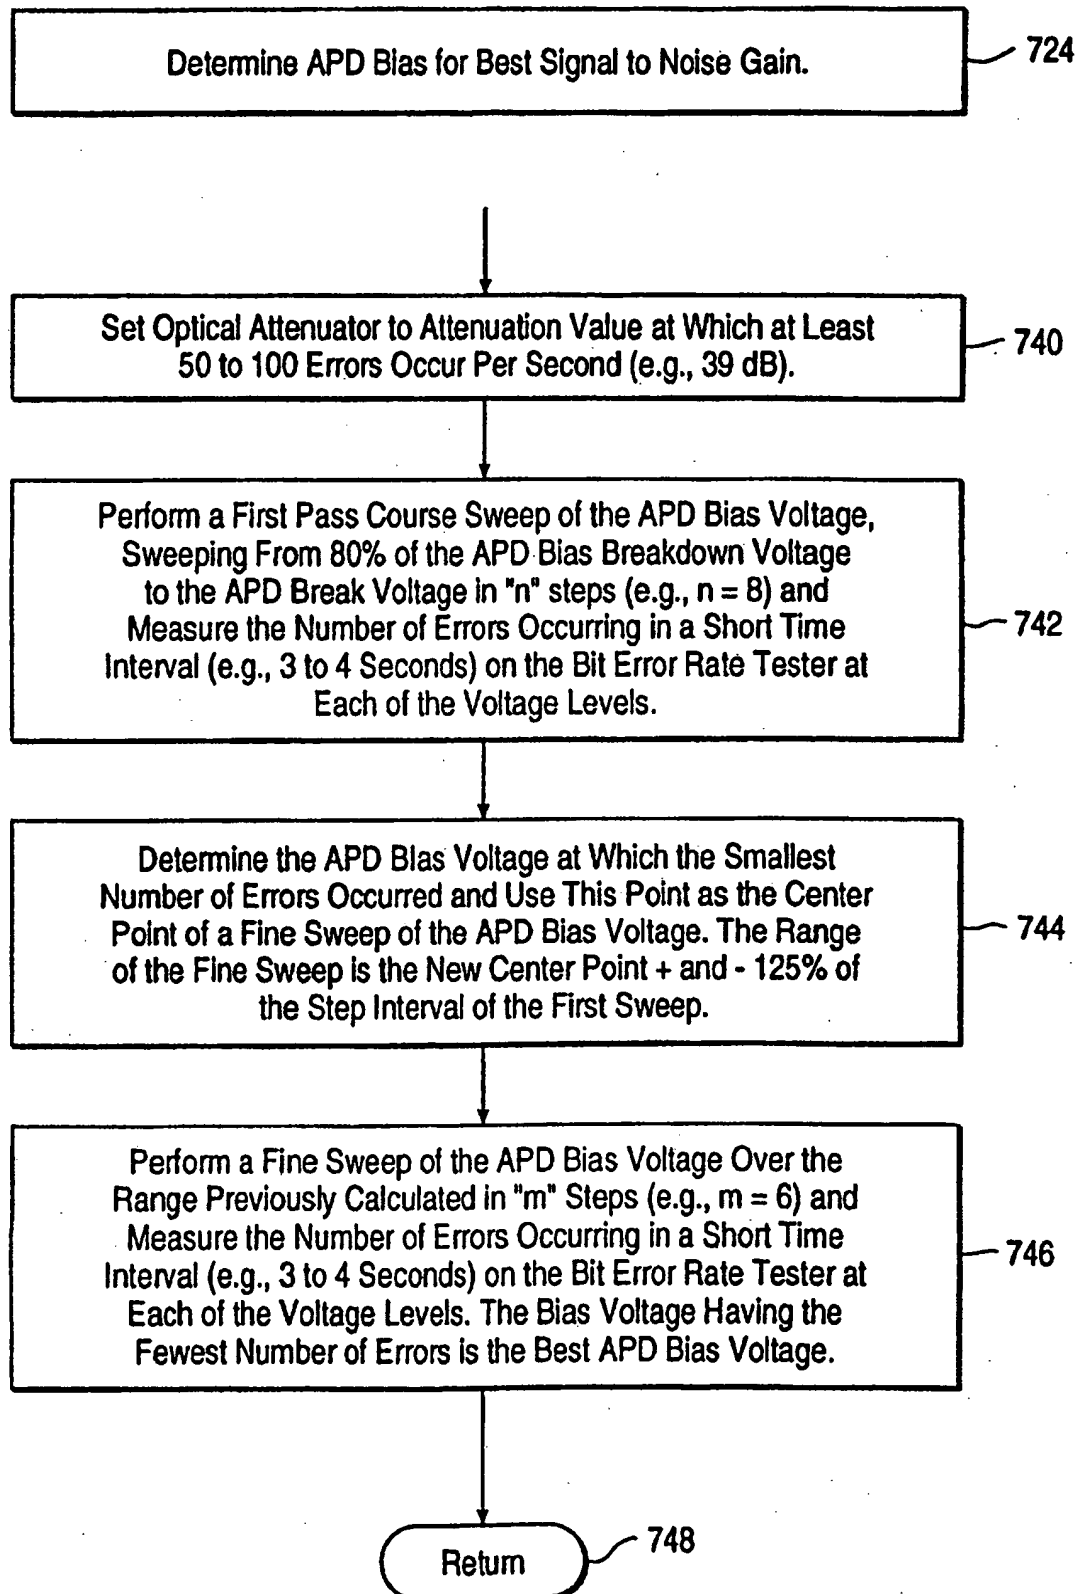 Determine APD Bias for Best Signal to Noise Gain.
724
Set Optical Attenuator to Attenuation Value at Which at Least
50 to 100 Errors Occur Per Second (e.g., 39 dB).
740
Perform a First Pass Course Sweep of the APD Bias Voltage,
Sweeping From 80% of the APD Bias Breakdown Voltage
to the APD Break Voltage in "n" steps (e.g., n = 8) and
Measure the Number of Errors Occurring in a Short Time
Interval (e.g., 3 to 4 Seconds) on the Bit Error Rate Tester at
Each of the Voltage Levels.
742
Determine the APD Bias Voltage at Which the Smallest
Number of Errors Occurred and Use This Point as the Center
Point of a Fine Sweep of the APD Bias Voltage. The Range
of the Fine Sweep is the New Center Point + and - 125% of
the Step Interval of the First Sweep.
744
Perform a Fine Sweep of the APD Bias Voltage Over the
Range Previously Calculated in "m" Steps (e.g., m = 6) and
Measure the Number of Errors Occurring in a Short Time
Interval (e.g., 3 to 4 Seconds) on the Bit Error Rate Tester at
Each of the Voltage Levels. The Bias Voltage Having the
Fewest Number of Errors is the Best APD Bias Voltage.
746
Return
748